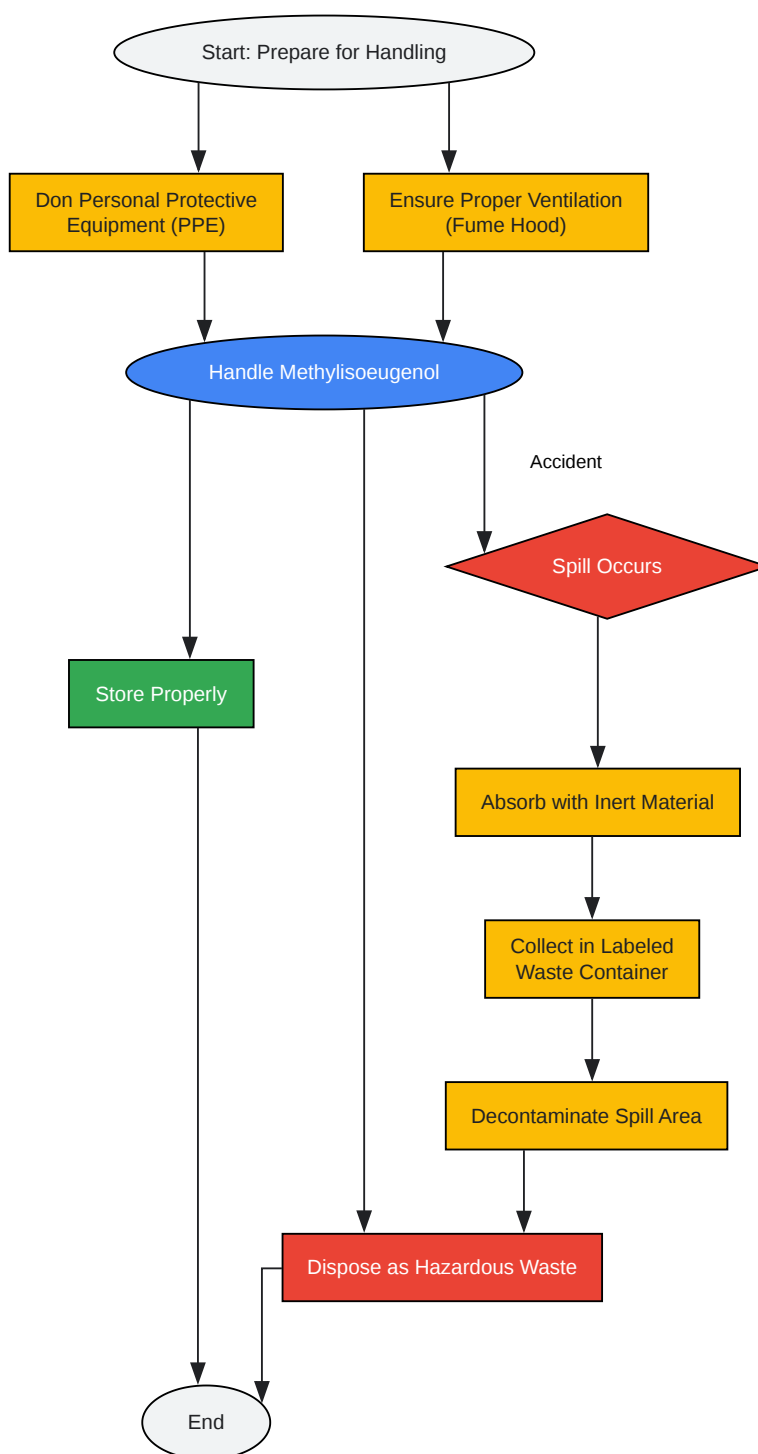 Start: Prepare for Handling
Don Personal Protective
Equipment (PPE)
Ensure Proper Ventilation
(Fume Hood)
Handle Methylisoeugenol
Accident
Spill Occurs
Store Properly
Absorb with Inert Material
Collect in Labeled
Waste Container
Decontaminate Spill Area
Dispose as Hazardous Waste
End